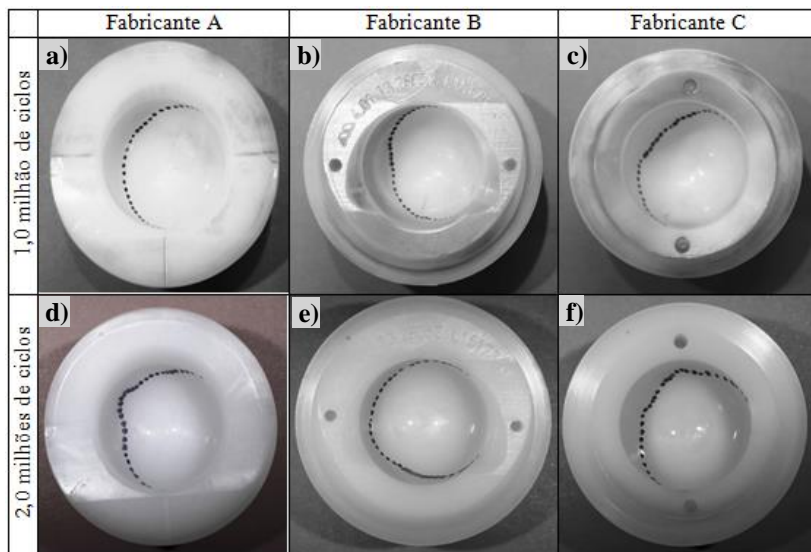 Fabricante A
Fabricante B
Fabricante C
1,0 milhão de ciclos
a)
b)
c)
2,0 milhões de ciclos
d)
e)
f)